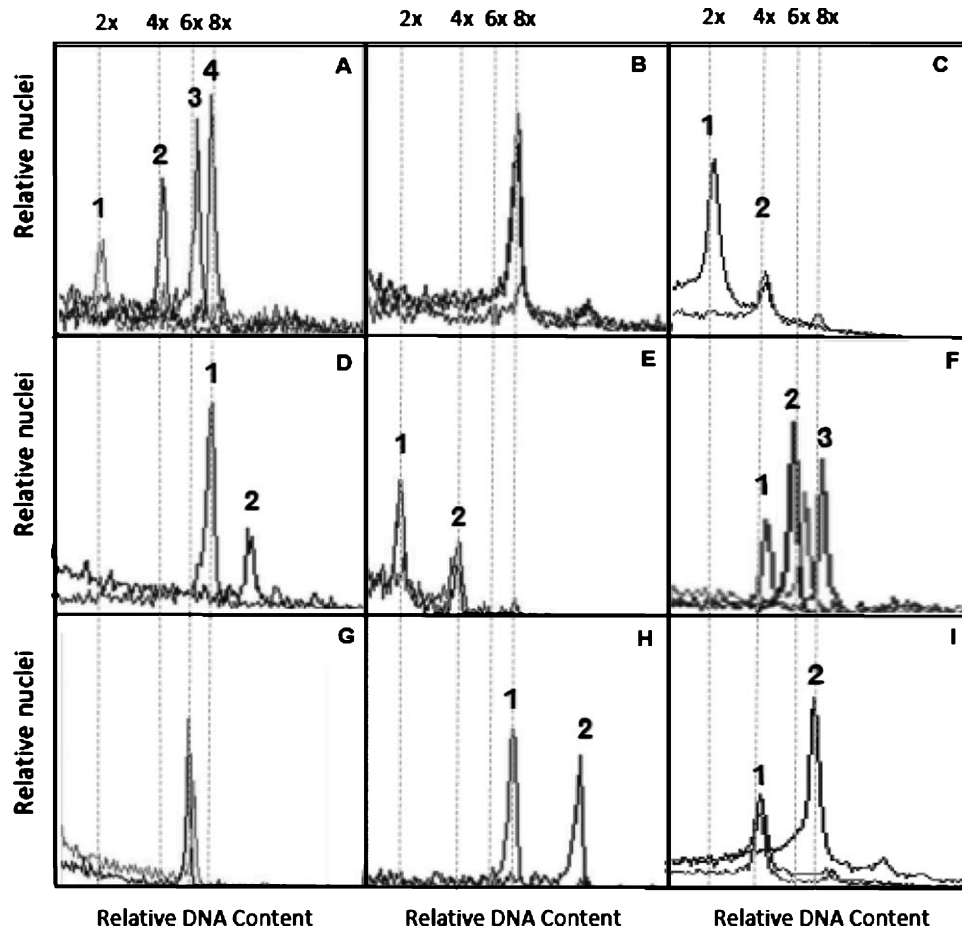 2x 4x 6x 8x 2x 4x 6x 8x 2x 4x 6x 8x
Relative nuclei
A
1
2
3
4
B
C
1
2
Relative nuclei
D
1
2
E
1
2
F
1
2
3
Relative nuclei
G
H
1
2
I
1
2
Relative DNA Content Relative DNA Content Relative DNA Content